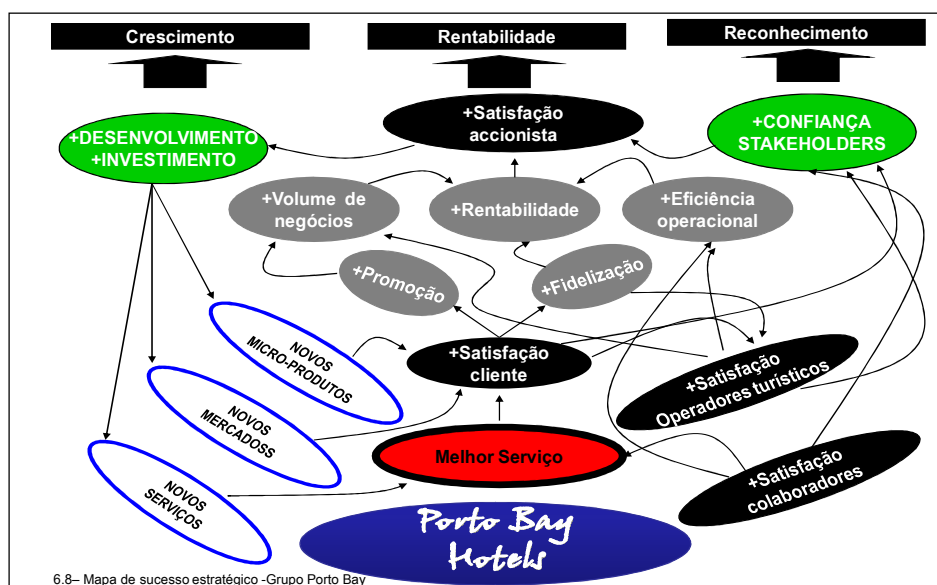 Crescimento
Rentabilidade
Reconhecimento
+Satisfação
accionista
+DESENVOLVIMENTO
+INVESTIMENTO
+CONFIANÇA
STAKEHOLDERS
+Volume de
negócios
+Rentabilidade
+Eficiência
operacional
+Promoção
+Fidelização
NOVOS
MICRO-PRODUTOS
+Satisfação
cliente
+Satisfação
Operadores turísticos
NOVOS
MERCADOSS
Melhor Serviço
+Satisfação
colaboradores
NOVOS
SERVIÇOS
Porto Bay
Hotels
6.8– Mapa de sucesso estratégico -Grupo Porto Bay